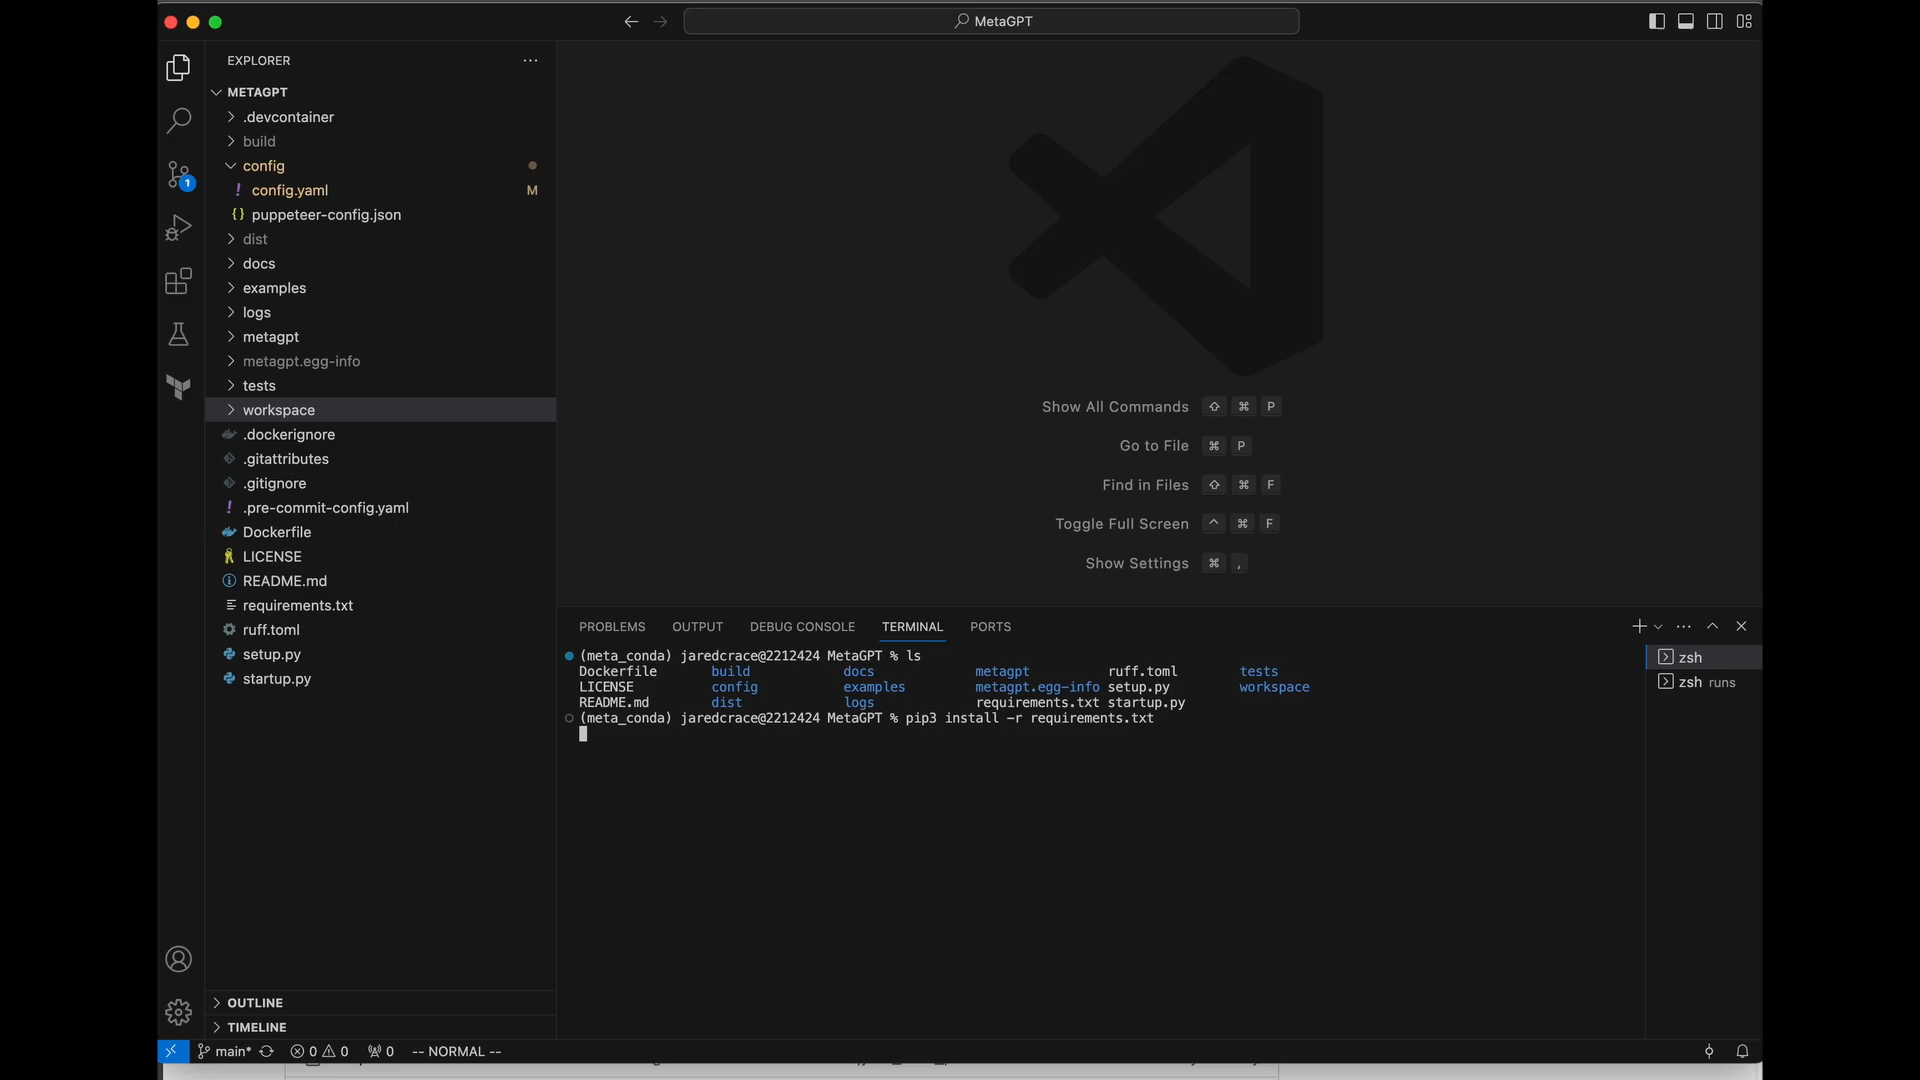 MetaGPT
EXPLORER
METAGPT
.devcontainer
build
config
config.yaml M
puppeteer-config.json
dist
docs
examples
logs
metagpt
metagpt.egg-info
tests
workspace
.dockerignore
.gitattributes
.gitignore
.pre-commit-config.yaml
Dockerfile
LICENSE
README.md
requirements.txt
ruff.toml
setup.py
startup.py
OUTLINE
TIMELINE
1
Show All Commands ⇧ ⌘ P
Go to File ⌘ P
Find in Files ⇧ ⌘ F
Toggle Full Screen ^ ⌘ F
Show Settings ⌘ ,
PROBLEMS OUTPUT DEBUG CONSOLE TERMINAL PORTS
(meta_conda) jaredcrace@2212424 MetaGPT % ls
Dockerfile build docs metagpt ruff.toml tests
LICENSE config examples metagpt.egg-info setup.py workspace
README.md dist logs requirements.txt startup.py
(meta_conda) jaredcrace@2212424 MetaGPT % pip3 install -r requirements.txt
zsh
zsh runs
main* 0 0 0 -- NORMAL --